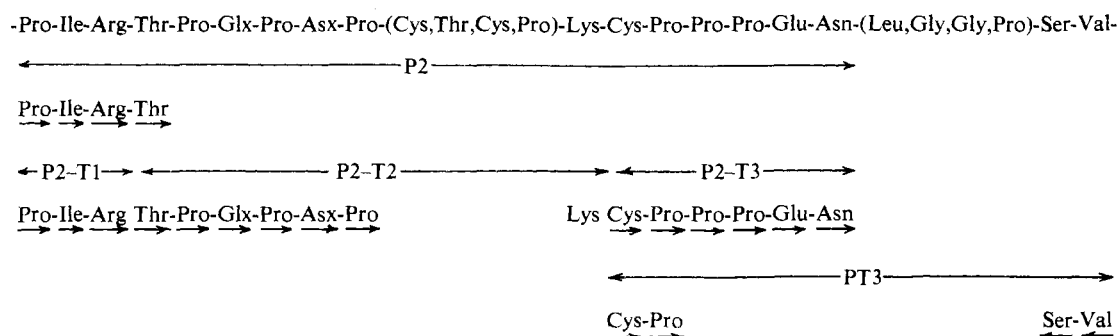 -Pro-Ile-Arg-Thr-Pro-Glx-Pro-Asx-Pro-(Cys,Thr,Cys,Pro)-Lys-Cys-Pro-Pro-Pro-Glu-Asn-(Leu,Gly,Gly,Pro)-Ser-Val-
P2
Pro-Ile-Arg-Thr
P2–T1 P2–T2 P2–T3
Pro-Ile-Arg Thr-Pro-Glx-Pro-Asx-Pro Lys Cys-Pro-Pro-Pro-Glu-Asn
PT3
Cys-Pro Ser-Val